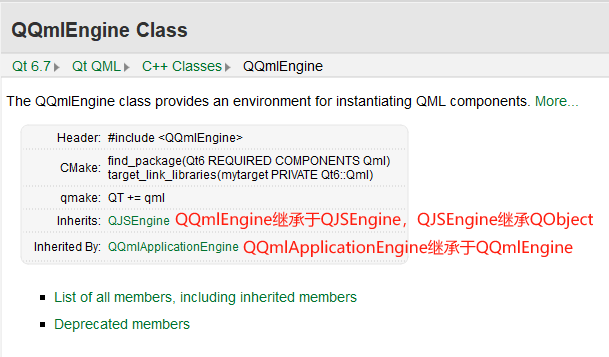 QQmlEngine Class
Qt 6.7 Qt QML C++ Classes QQmlEngine
The QQmlEngine class provides an environment for instantiating QML components. More...
Header: #include <QQmlEngine>
CMake: find_package(Qt6 REQUIRED COMPONENTS Qml)
target_link_libraries(mytarget PRIVATE Qt6::Qml)
qmake: QT += qml
Inherits: QJSEngine QQmlEngine继承于QJSEngine，QJSEngine继承QObject
Inherited By: QQmlApplicationEngine QQmlApplicationEngine继承于QQmlEngine
List of all members, including inherited members
Deprecated members